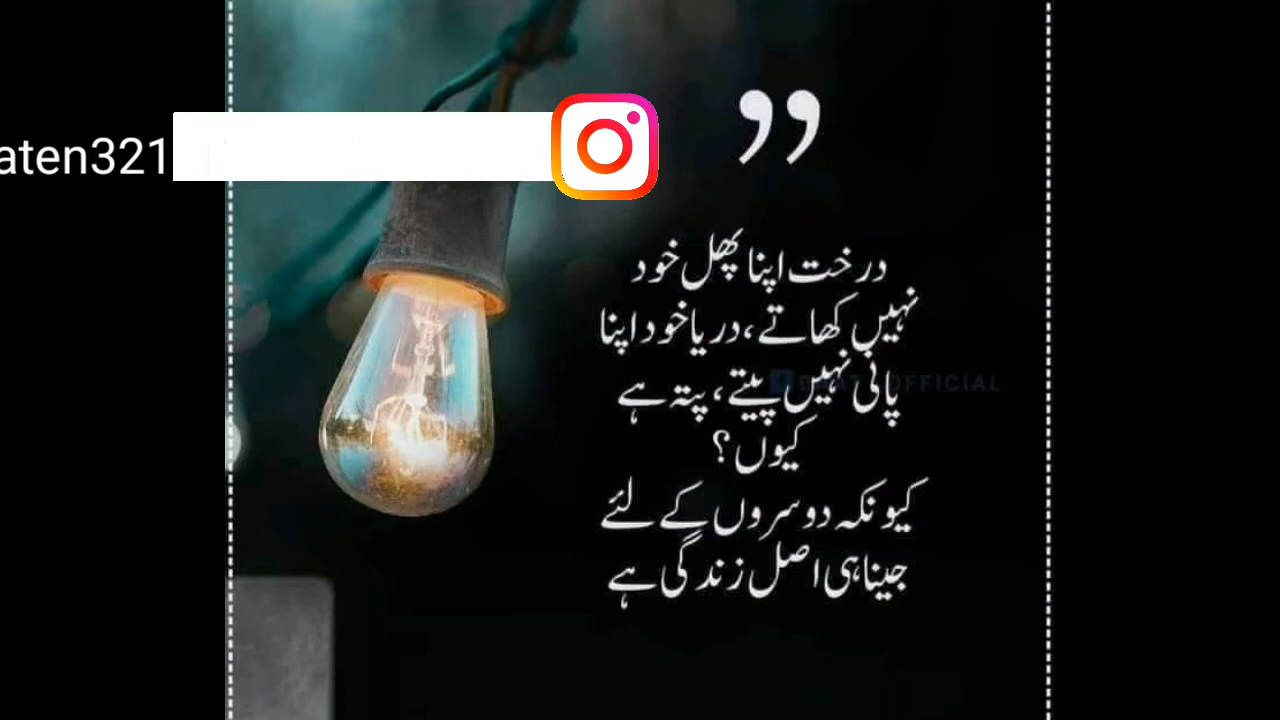 aten321
”
درخت اپنا پھل خود
نہیں کھاتے، دریا خود اپنا
پانی نہیں پیتے، پتہ ہے
کیوں؟
کیونکہ دوسروں کے لئے
جینا ہی اصل زندگی ہے
OFFICIAL